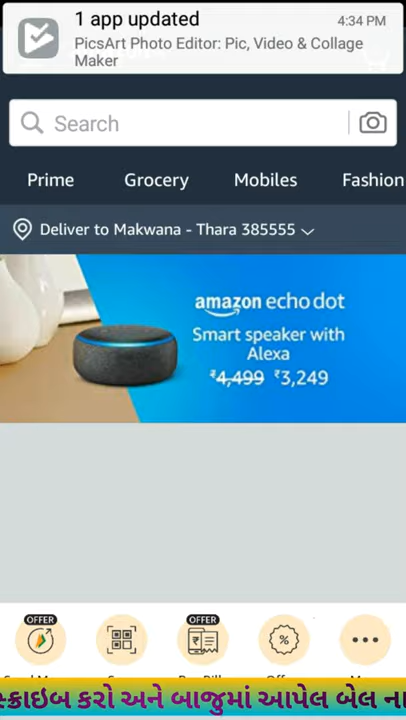 1 app updated
4:34 PM
PicsArt Photo Editor: Pic, Video & Collage
Maker
Search
Prime
Grocery
Mobiles
Fashion
Deliver to Makwana - Thara 385555
amazon echo dot
Smart speaker with
Alexa
₹4,499 ₹3,249
OFFER
OFFER
₹
%
કરો અને બાજુમાં આપેલ બેલ